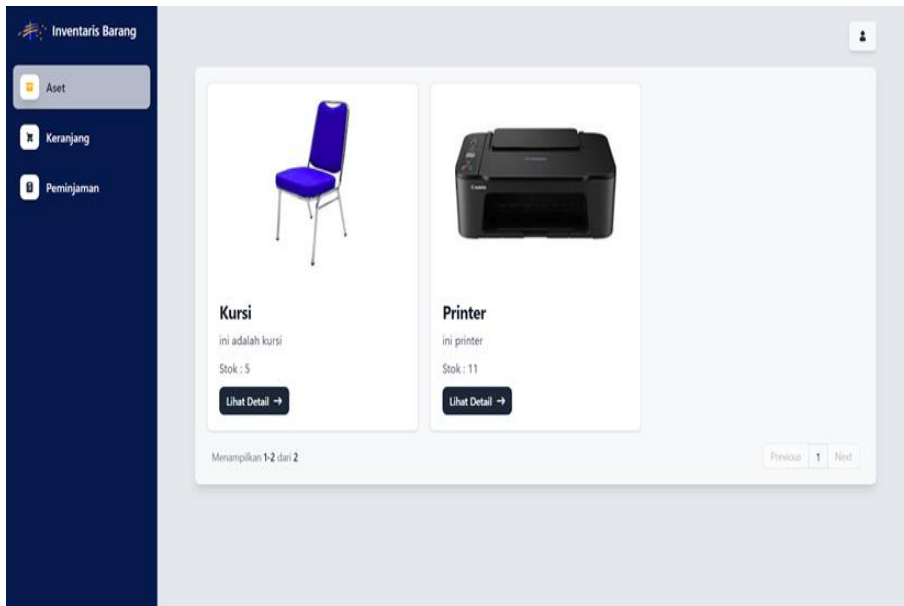 Inventaris Barang
Aset
Keranjang
Peminjaman
Canon
Kursi
ini adalah kursi
Stok : 5
Lihat Detail →
Printer
ini printer
Stok : 11
Lihat Detail →
Menampilkan 1-2 dari 2
Previous 1 Next